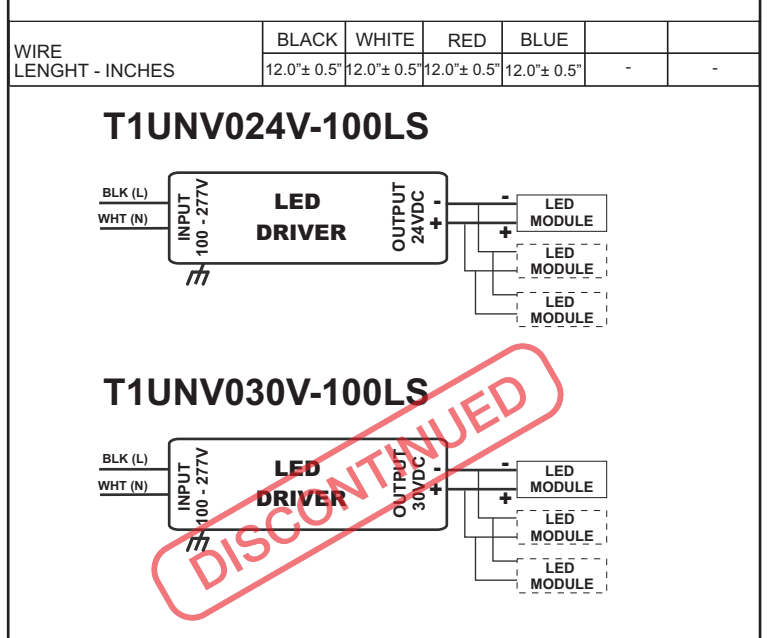 WIRE
LENGHT - INCHES
BLACK WHITE RED BLUE
12.0"± 0.5" 12.0"± 0.5" 12.0"± 0.5" 12.0"± 0.5" - -
T1UNV024V-100LS
BLK (L)
WHT (N)
INPUT
100 - 277V
LED
DRIVER
OUTPUT
24VDC
-
+
-
+
LED
MODULE
LED
MODULE
LED
MODULE
T1UNV030V-100LS
BLK (L)
WHT (N)
INPUT
100 - 277V
LED
DRIVER
OUTPUT
30VDC
-
+
-
+
LED
MODULE
LED
MODULE
LED
MODULE
DISCONTINUED